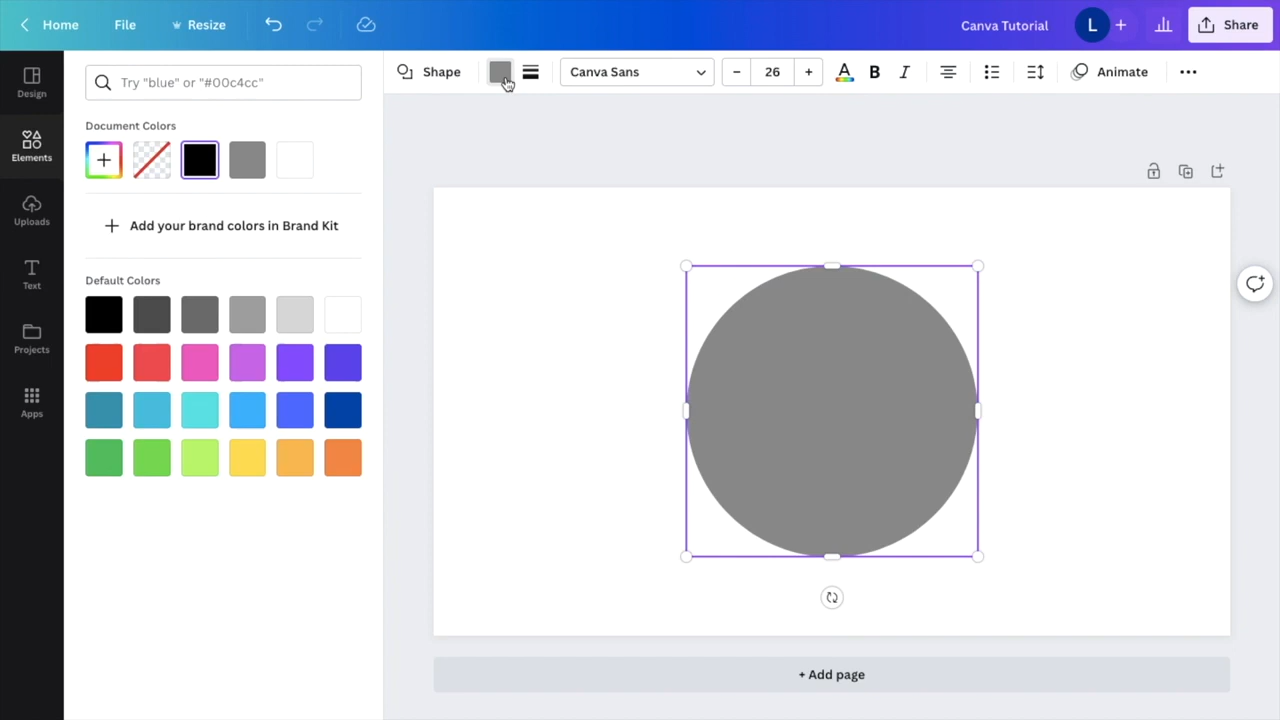 Home
File
Resize
Canva Tutorial
L
Share
Design
Elements
Uploads
Text
Projects
Apps
Try "blue" or "#00c4cc"
Document Colors
Add your brand colors in Brand Kit
Default Colors
Shape
Canva Sans
26
A
B
I
Animate
+ Add page